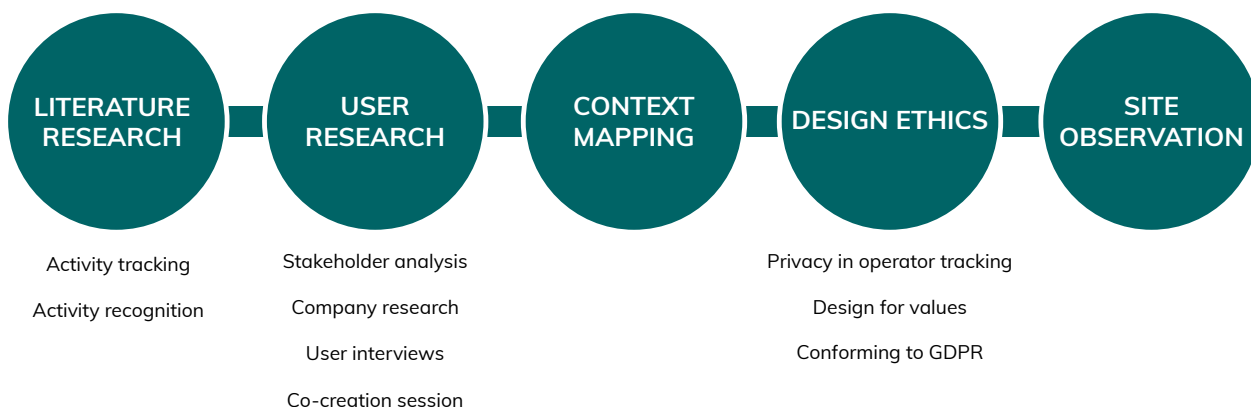 LITERATURE
RESEARCH
USER
RESEARCH
CONTEXT
MAPPING
DESIGN ETHICS
SITE
OBSERVATION
Activity tracking
Activity recognition
Stakeholder analysis
Company research
User interviews
Co-creation session
Privacy in operator tracking
Design for values
Conforming to GDPR